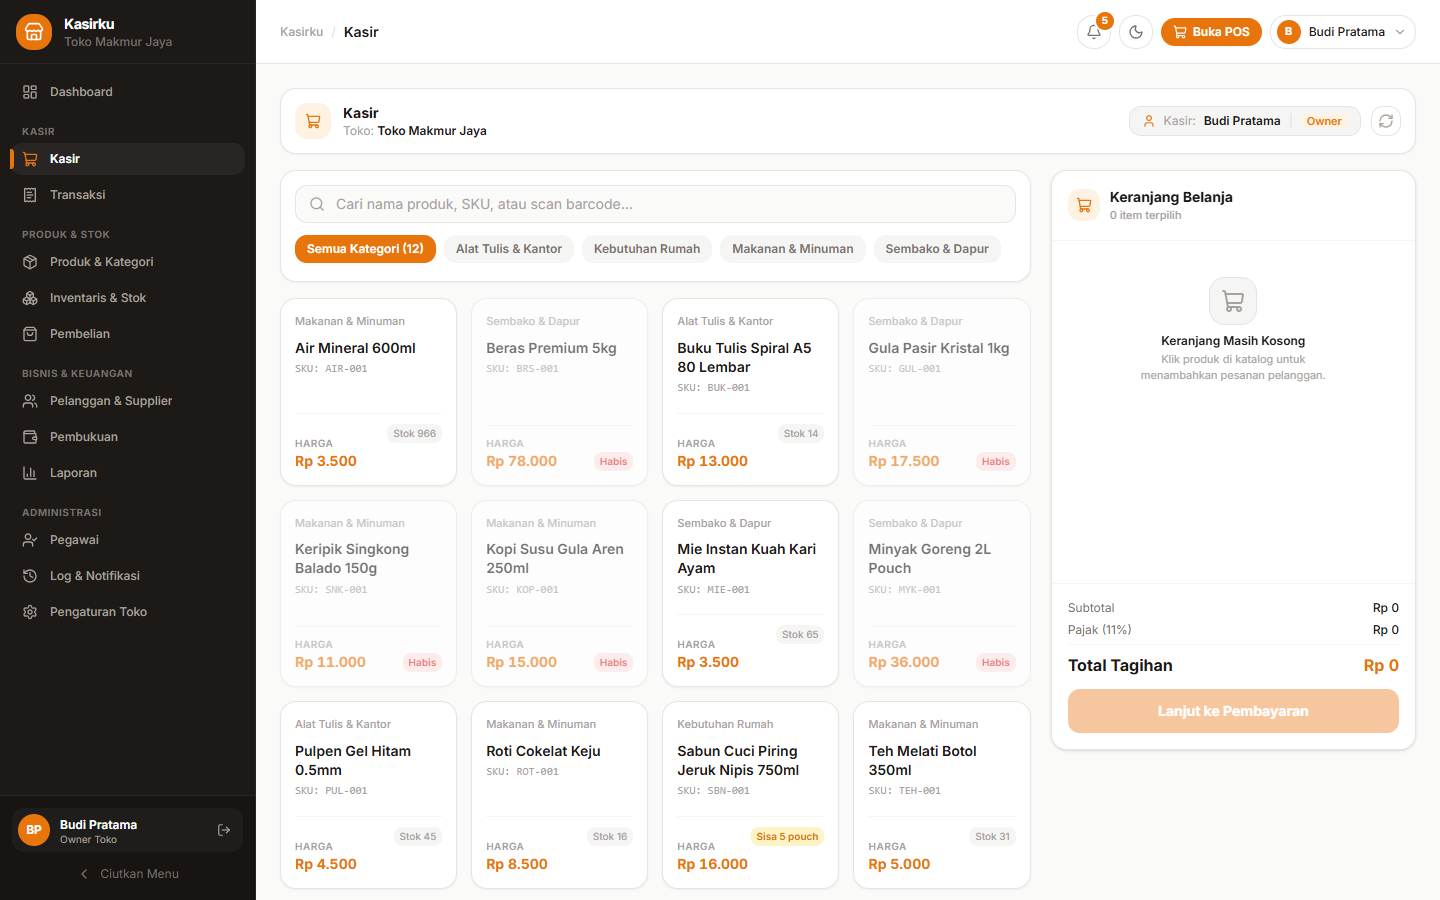 Kasirku
Toko Makmur Jaya
Dashboard
KASIR
Kasir
Transaksi
PRODUK & STOK
Produk & Kategori
Inventaris & Stok
Pembelian
BISNIS & KEUANGAN
Pelanggan & Supplier
Pembukuan
Laporan
ADMINISTRASI
Pegawai
Log & Notifikasi
Pengaturan Toko
BP
Budi Pratama
Owner Toko
Ciutkan Menu
Kasirku / Kasir
5
Buka POS
B
Budi Pratama
Kasir
Toko: Toko Makmur Jaya
Kasir: Budi Pratama
Owner
Cari nama produk, SKU, atau scan barcode...
Semua Kategori (12)
Alat Tulis & Kantor
Kebutuhan Rumah
Makanan & Minuman
Sembako & Dapur
Makanan & Minuman
Air Mineral 600ml
SKU: AIR-001
Stok 966
HARGA
Rp 3.500
Sembako & Dapur
Beras Premium 5kg
SKU: BRS-001
HARGA
Rp 78.000
Habis
Alat Tulis & Kantor
Buku Tulis Spiral A5
80 Lembar
SKU: BUK-001
Stok 14
HARGA
Rp 13.000
Sembako & Dapur
Gula Pasir Kristal 1kg
SKU: GUL-001
HARGA
Rp 17.500
Habis
Makanan & Minuman
Keripik Singkong
Balado 150g
SKU: SNK-001
HARGA
Rp 11.000
Habis
Makanan & Minuman
Kopi Susu Gula Aren
250ml
SKU: KOP-001
HARGA
Rp 15.000
Habis
Sembako & Dapur
Mie Instan Kuah Kari
Ayam
SKU: MIE-001
Stok 65
HARGA
Rp 3.500
Sembako & Dapur
Minyak Goreng 2L
Pouch
SKU: MYK-001
HARGA
Rp 36.000
Habis
Alat Tulis & Kantor
Pulpen Gel Hitam
0.5mm
SKU: PUL-001
Stok 45
HARGA
Rp 4.500
Makanan & Minuman
Roti Cokelat Keju
SKU: ROT-001
Stok 16
HARGA
Rp 8.500
Kebutuhan Rumah
Sabun Cuci Piring
Jeruk Nipis 750ml
SKU: SBN-001
Sisa 5 pouch
HARGA
Rp 16.000
Makanan & Minuman
Teh Melati Botol
350ml
SKU: TEH-001
Stok 31
HARGA
Rp 5.000
Keranjang Belanja
0 item terpilih
Keranjang Masih Kosong
Klik produk di katalog untuk
menambahkan pesanan pelanggan.
Subtotal Rp 0
Pajak (11%) Rp 0
Total Tagihan Rp 0
Lanjut ke Pembayaran